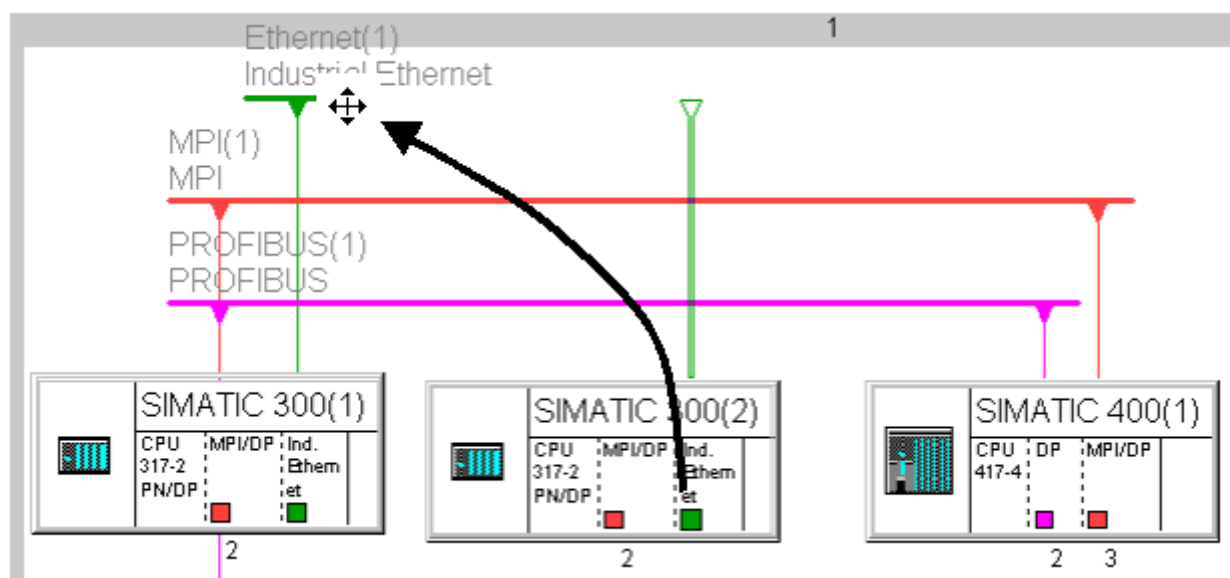 1
Ethernet(1)
Industrial Ethernet
MPI(1)
MPI
PROFIBUS(1)
PROFIBUS
SIMATIC 300(1)
CPU 317-2 PN/DP
MPI/DP
Ind. Ethern et
2
SIMATIC 300(2)
CPU 317-2 PN/DP
MPI/DP
Ind. Ethern et
2
SIMATIC 400(1)
CPU 417-4
DP
MPI/DP
2
3